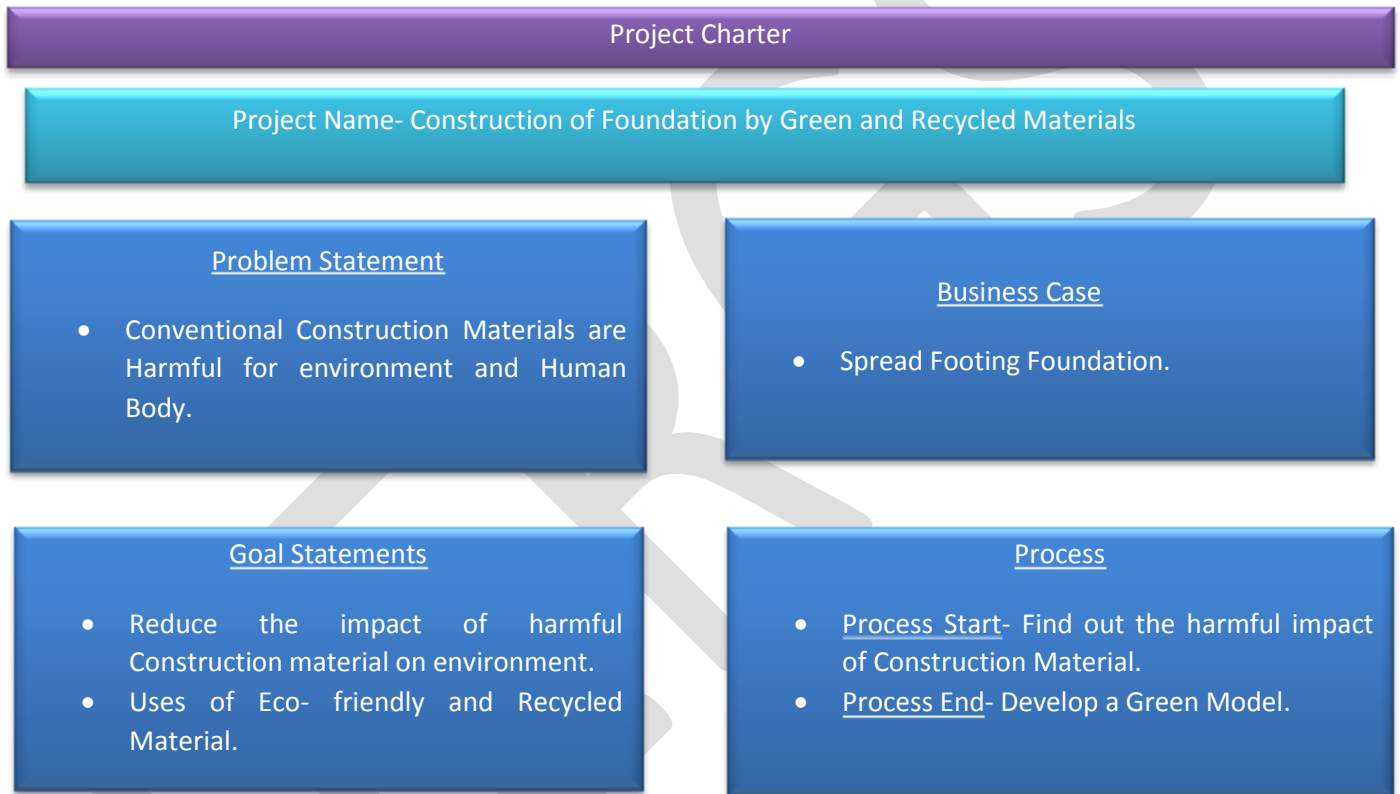 Project Charter
Project Name- Construction of Foundation by Green and Recycled Materials
Problem Statement
• Conventional Construction Materials are
Harmful for environment and Human
Body.
Business Case
• Spread Footing Foundation.
Goal Statements
• Reduce the impact of harmful
Construction material on environment.
• Uses of Eco- friendly and Recycled
Material.
Process
• Process Start- Find out the harmful impact
of Construction Material.
• Process End- Develop a Green Model.